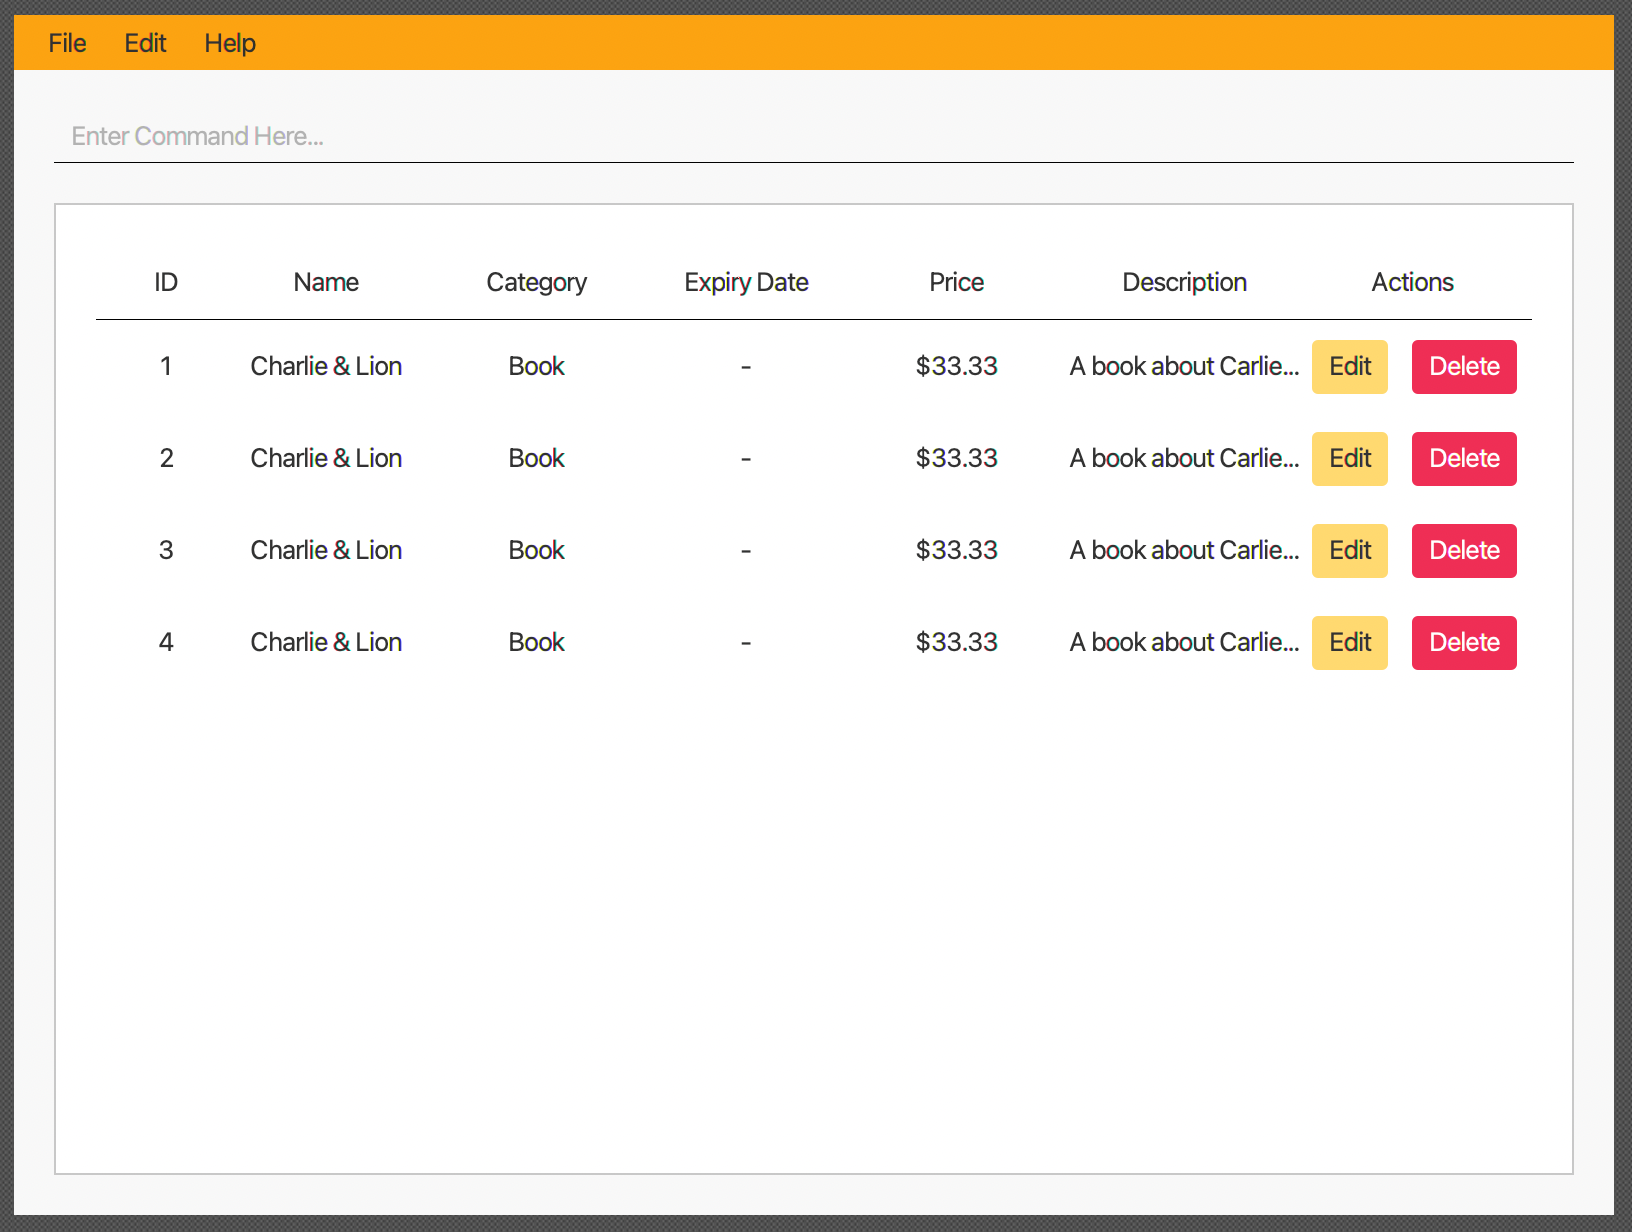 File Edit Help
Enter Command Here...
ID Name Category Expiry Date Price Description Actions
1 Charlie & Lion Book - $33.33 A book about Carlie... Edit Delete
2 Charlie & Lion Book - $33.33 A book about Carlie... Edit Delete
3 Charlie & Lion Book - $33.33 A book about Carlie... Edit Delete
4 Charlie & Lion Book - $33.33 A book about Carlie... Edit Delete